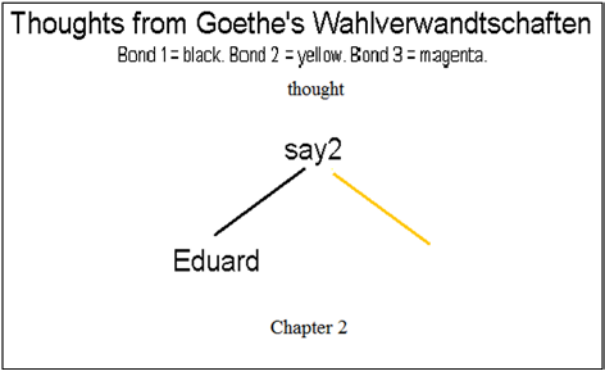 Thoughts from Goethe's Wahlverwandtschaften
Bond 1= black. Bond 2 = yellow. Bond 3 = magenta.
thought
say2
Eduard
Chapter 2